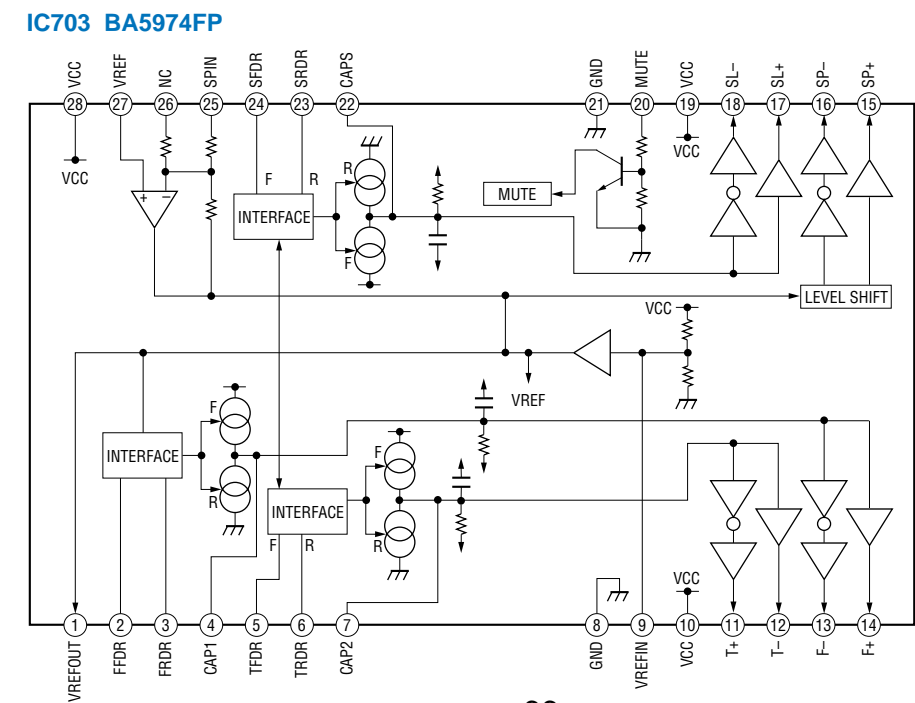 IC703 BA5974FP
VCC
VREF
NC
SPIN
SFDR
SRDR
CAPS
GND
MUTE
VCC
SL–
SL+
SP–
SP+
28
27
26
25
24
23
22
21
20
19
18
17
16
15
VCC
VCC
+ –
F
R
R
INTERFACE
F
MUTE
LEVEL SHIFT
VCC
VREF
F
INTERFACE
R
F
INTERFACE
R
F
R
VCC
1
2
3
4
5
6
7
8
9
10
11
12
13
14
VREFOUT
FFDR
FRDR
CAP1
TFDR
TRDR
CAP2
GND
VREFIN
VCC
T+
T–
F–
F+